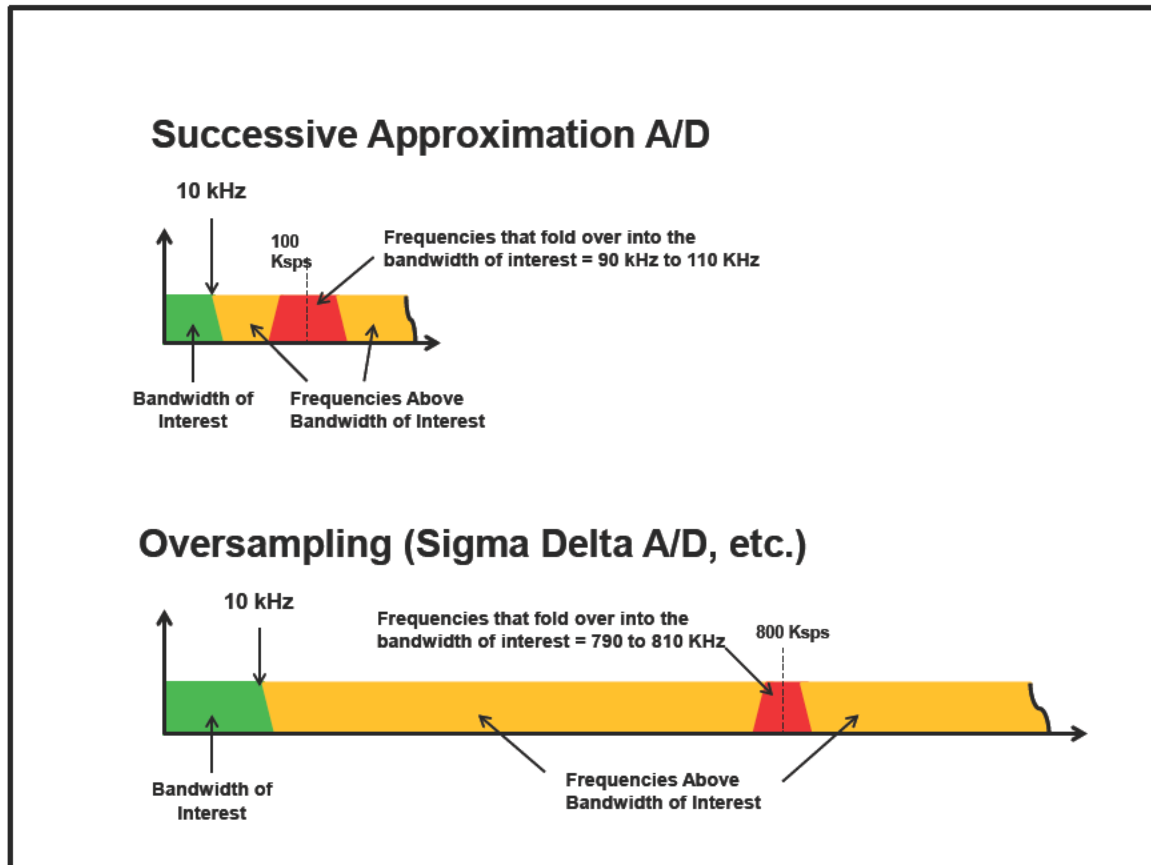 Successive Approximation A/D
10 kHz
100
Ksps
Frequencies that fold over into the
bandwidth of interest = 90 kHz to 110 KHz
Bandwidth of
Interest
Frequencies Above
Bandwidth of Interest
Oversampling (Sigma Delta A/D, etc.)
10 kHz
Frequencies that fold over into the
bandwidth of interest = 790 to 810 KHz
800 Ksps
Bandwidth of
Interest
Frequencies Above
Bandwidth of Interest